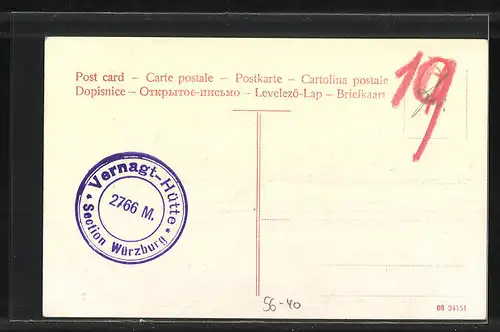 Post card – Carte postale – Postkarte – Cartolina postale
Dopisnice – Открытое-письмо – Levelező-Lap – Briefkaart
19
Vernagt-Hütte
2766 M.
* Section Würzburg *
56-40
08 24151